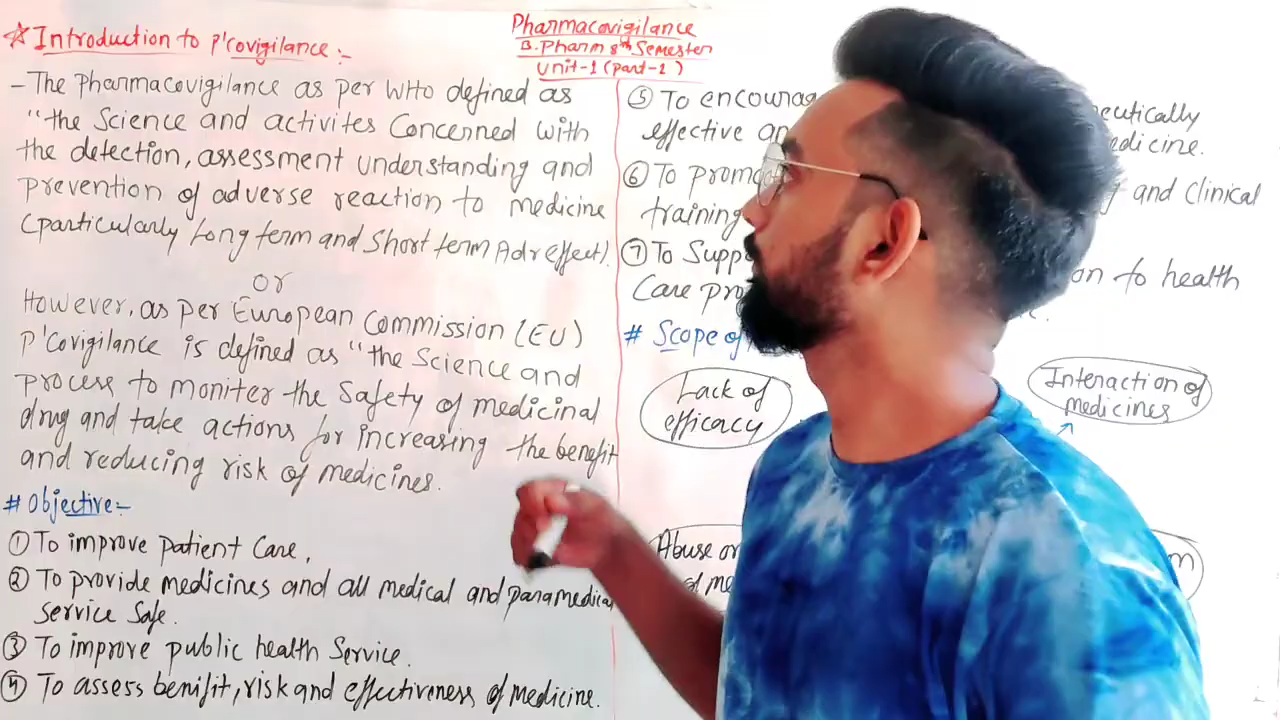 Pharmacovigilance
B.Pharm 8th Semester
Unit-1 (part-1)
☆ Introduction to p'covigilance:-
- The Pharmacovigilance as per WHO defined as
"the Science and activites Concerned with
the detection, assessment understanding and
prevention of adverse reaction to medicine
(particularly Long term and Short term Adr effect).
or
However, as per European Commission (EU)
p'Covigilance is defined as "the Science and
process to moniter the Safety of medicinal
drug and take actions for increasing the benefit
and reducing risk of medicines.
# Objective:-
① To improve patient Care,
② To provide medicines and all medical and paramedical
service Safe.
③ To improve public health Service.
④ To assess benifit, risk and effectiveness of medicine.
⑤ To
effective
medicine.
⑥ To
training and Clinical
⑦ To
Care to health
# Scope of
Lack of
efficacy
Interaction of
medicines
Abuse or
of